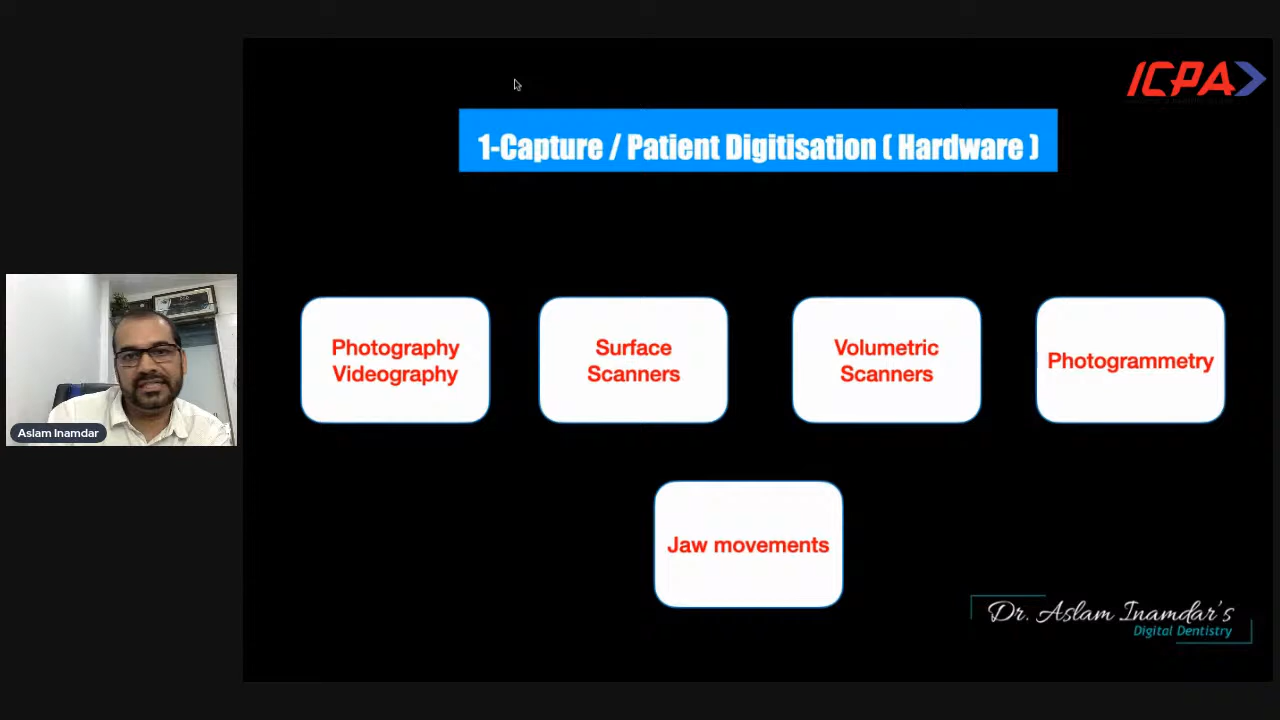 ICPA
1-Capture / Patient Digitisation ( Hardware )
Photography
Videography
Surface
Scanners
Volumetric
Scanners
Photogrammetry
Aslam Inamdar
Jaw movements
Dr. Aslam Inamdar's
Digital Dentistry